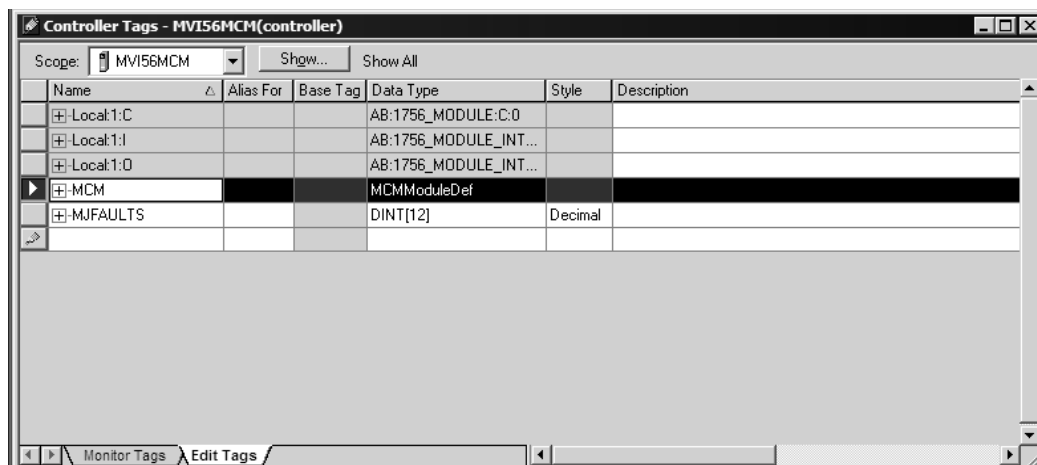 Controller Tags - MVI56MCM(controller)
Scope: MVI56MCM Show... Show All
Name Alias For Base Tag Data Type Style Description
Local:1:C AB:1756_MODULE:C:0
Local:1:I AB:1756_MODULE_INT...
Local:1:O AB:1756_MODULE_INT...
MCM MCMModuleDef
MJFAULTS DINT[12] Decimal
Monitor Tags Edit Tags